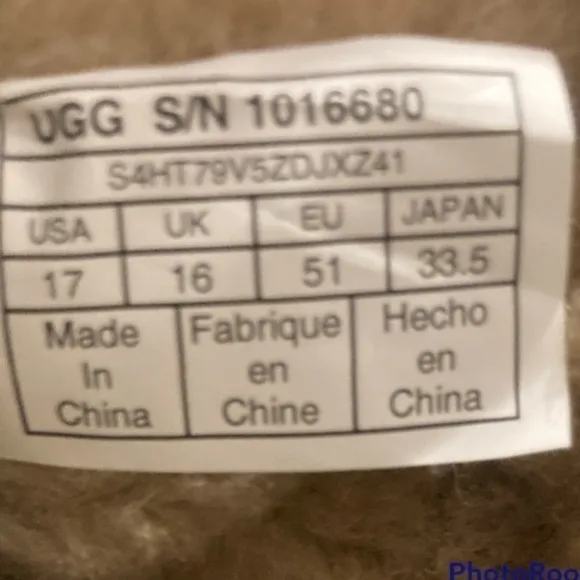 UGG S/N 1016680
S4HT79V5ZDJXZ41
USA UK EU JAPAN
17 16 51 33.5
Made Fabrique Hecho
In en en
China Chine China
PhotoRoo